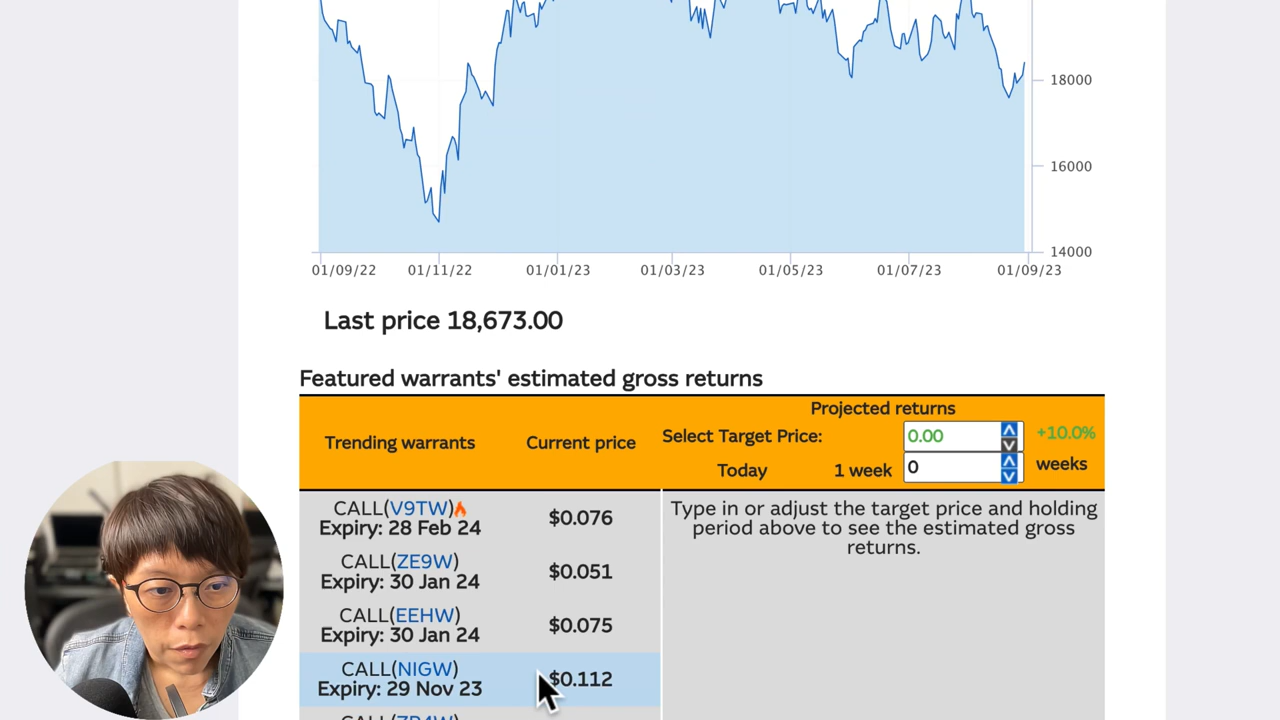 18000
16000
14000
01/09/22 01/11/22 01/01/23 01/03/23 01/05/23 01/07/23 01/09/23
Last price 18,673.00
Featured warrants' estimated gross returns
Projected returns
Trending warrants Current price Select Target Price: 0.00 +10.0%
Today 1 week 0 weeks
CALL(V9TW)
Expiry: 28 Feb 24
$0.076
Type in or adjust the target price and holding
period above to see the estimated gross
returns.
CALL(ZE9W)
Expiry: 30 Jan 24
$0.051
CALL(EEHW)
Expiry: 30 Jan 24
$0.075
CALL(NIGW)
Expiry: 29 Nov 23
$0.112